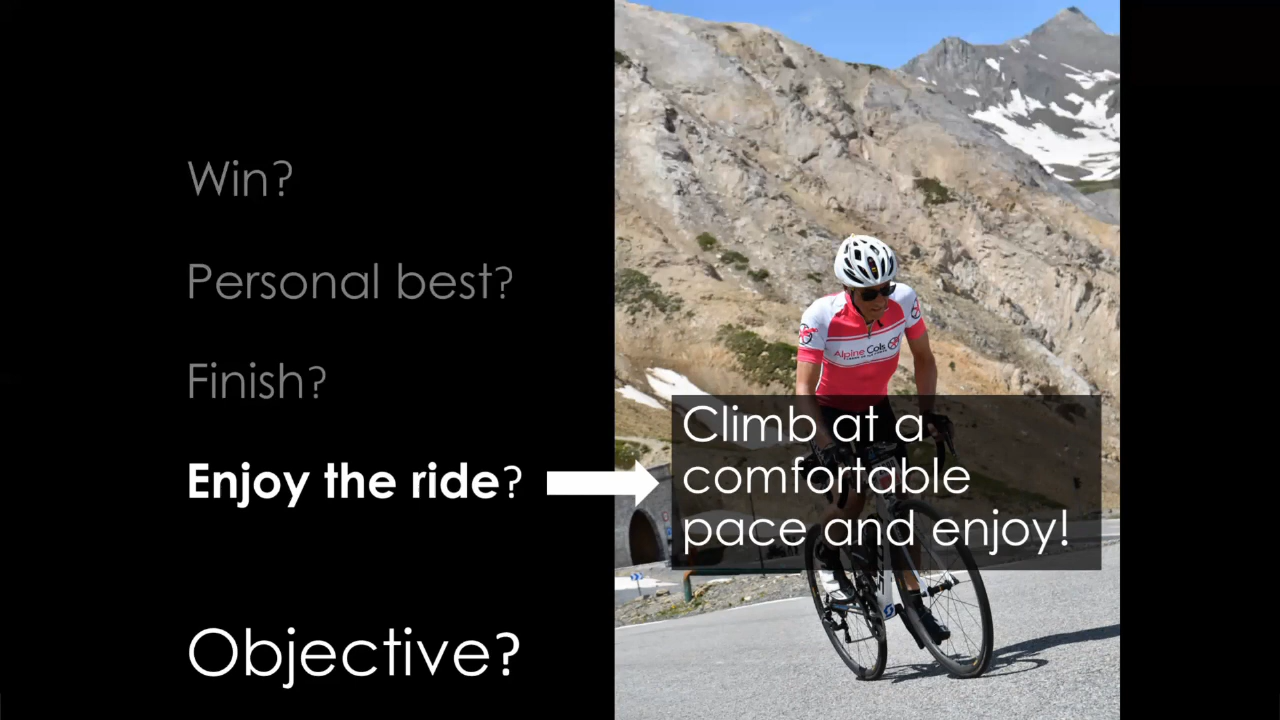 Win?
Personal best?
Finish?
Enjoy the ride?
Objective?
Alpine Cols
Climb at a
comfortable
pace and enjoy!